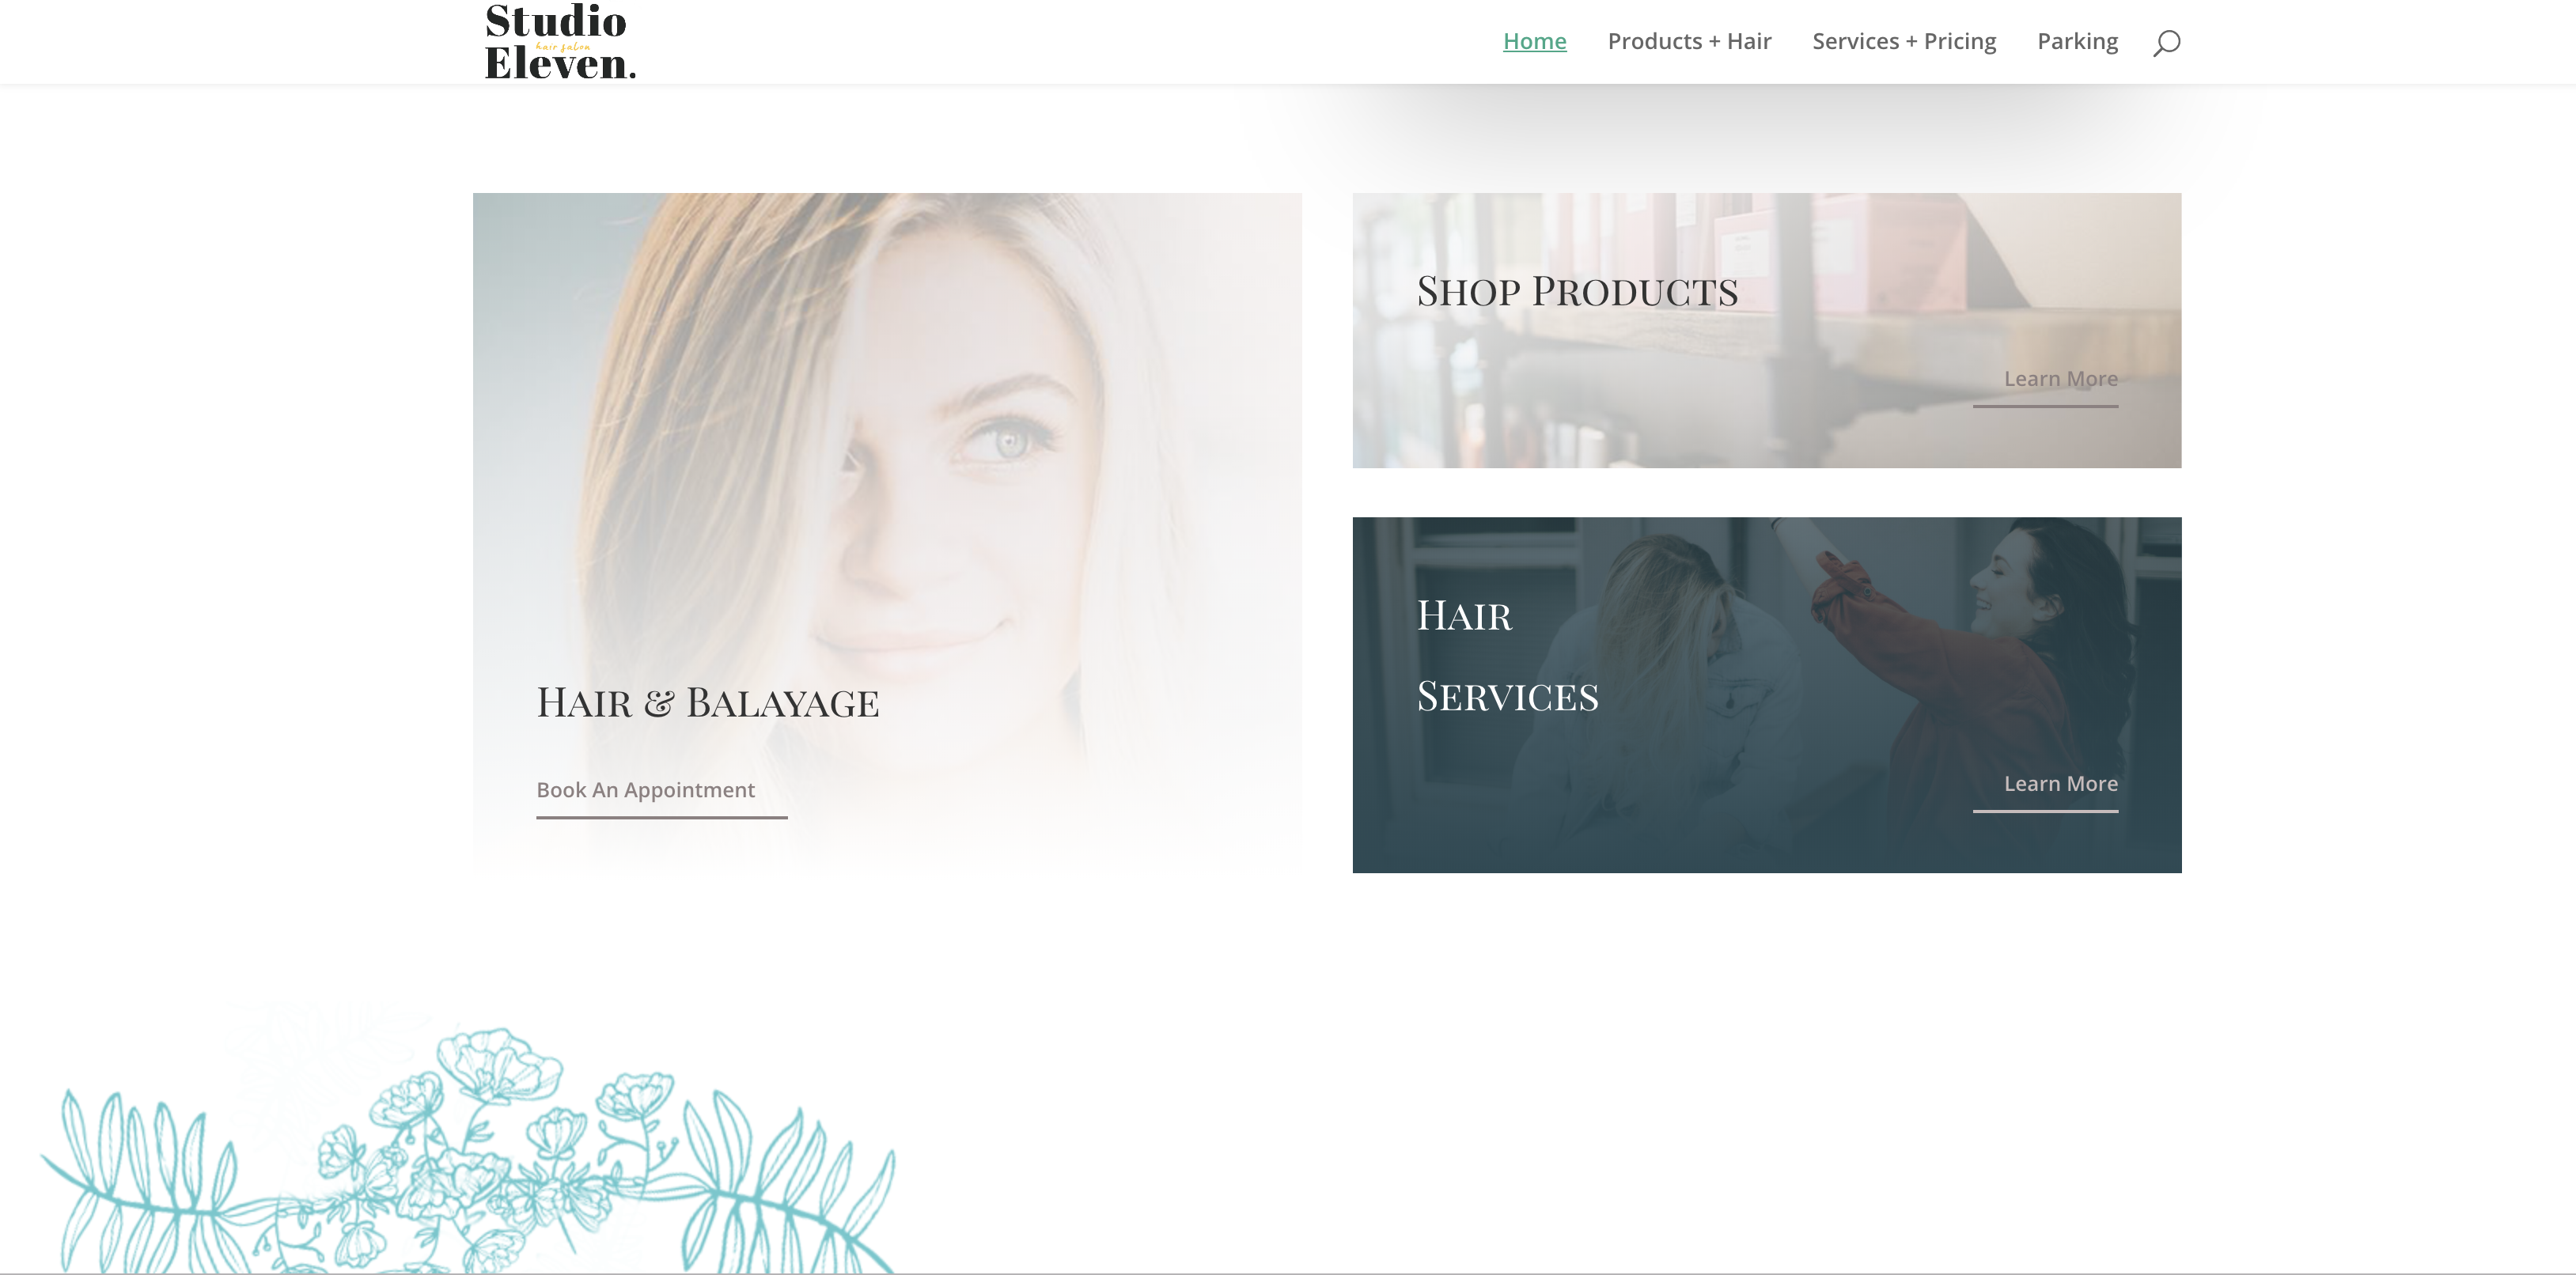 Studio
hair salon
Eleven.
Home Products + Hair Services + Pricing Parking
Shop Products
Learn More
Hair
Services
Learn More
Hair & Balayage
Book An Appointment